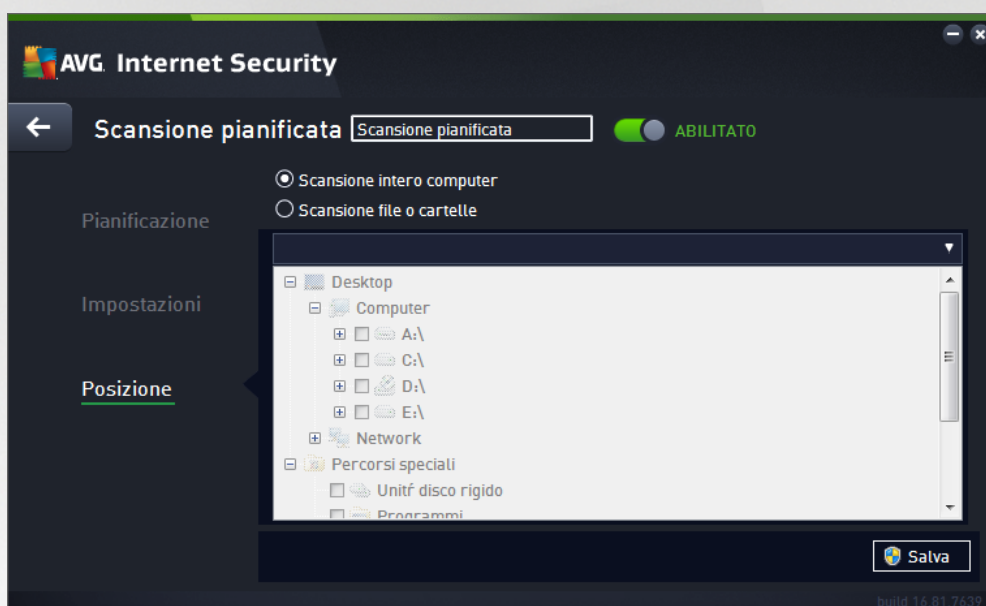 AVG Internet Security
Scansione pianificata Scansione pianificata ABILITATO
Scansione intero computer
Scansione file o cartelle
Pianificazione
Impostazioni
Posizione
Desktop
Computer
A:\
C:\
D:\
E:\
Network
Percorsi speciali
Unitŕ disco rigido
Programmi
Salva
build 16.81.7639